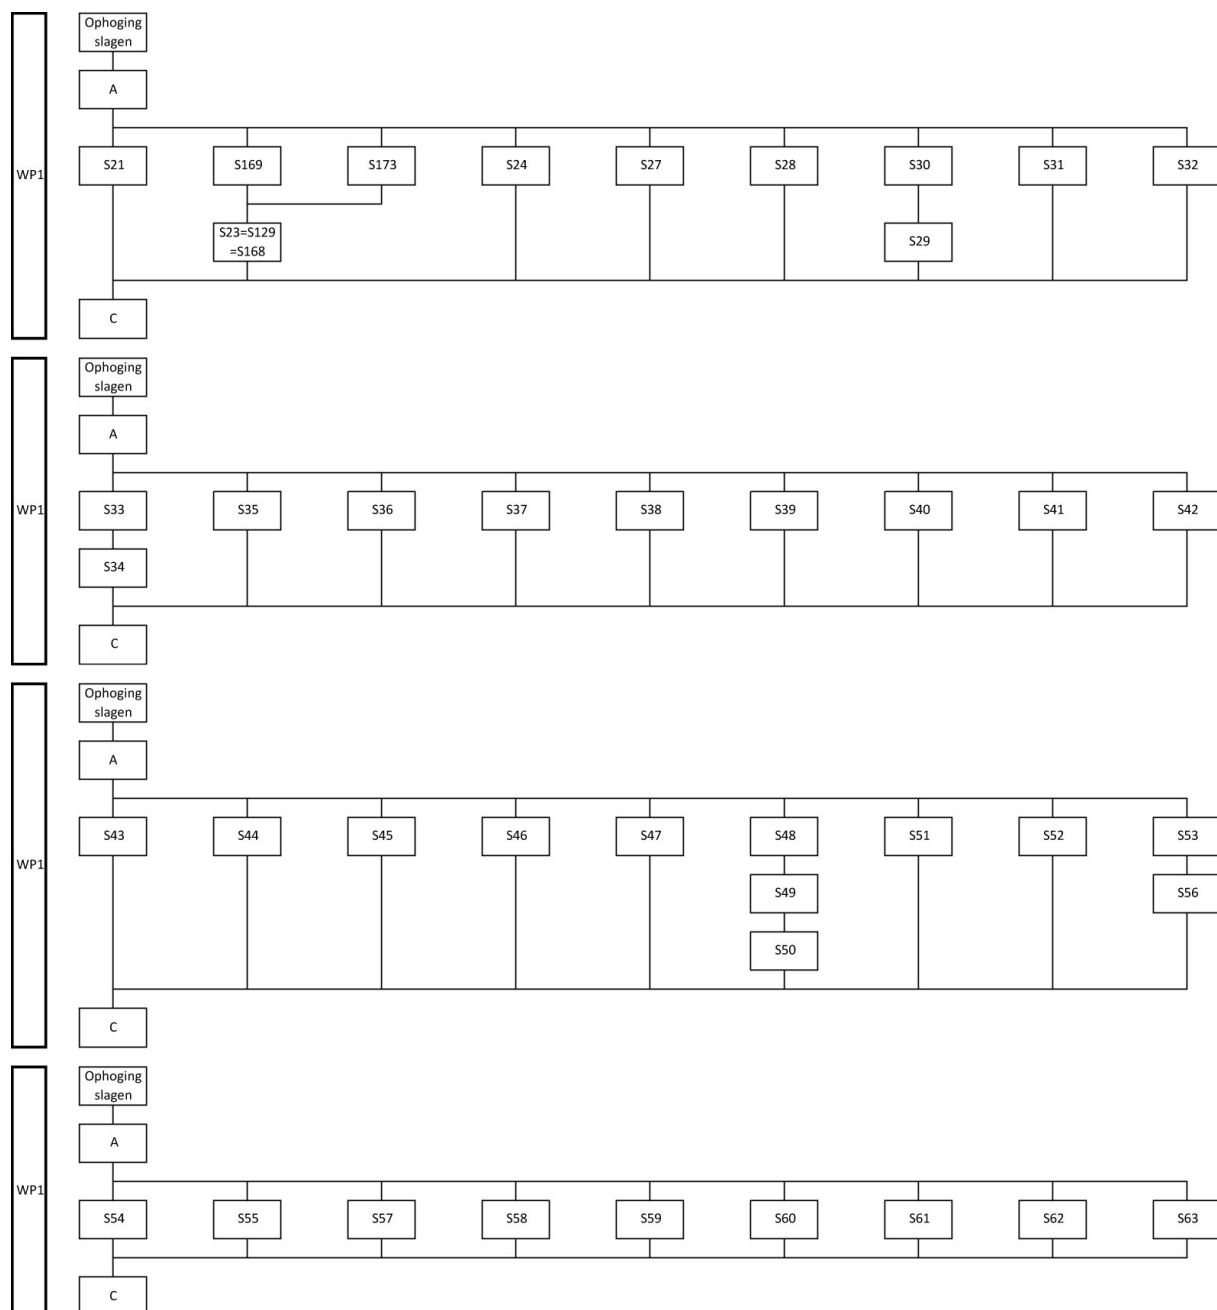 Ophoging
slagen
A
WP1
S21
S169
S173
S24
S27
S28
S30
S31
S32
S23=S129
=S168
S29
C
Ophoging
slagen
A
WP1
S33
S35
S36
S37
S38
S39
S40
S41
S42
S34
C
Ophoging
slagen
A
WP1
S43
S44
S45
S46
S47
S48
S51
S52
S53
S49
S56
S50
C
Ophoging
slagen
A
WP1
S54
S55
S57
S58
S59
S60
S61
S62
S63
C